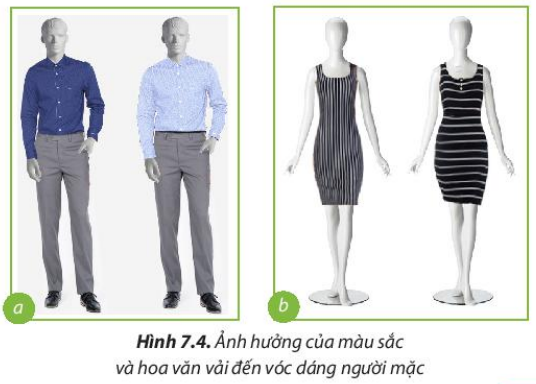 a
b
Hình 7.4. Ảnh hưởng của màu sắc
và hoa văn vải đến vóc dáng người mặc